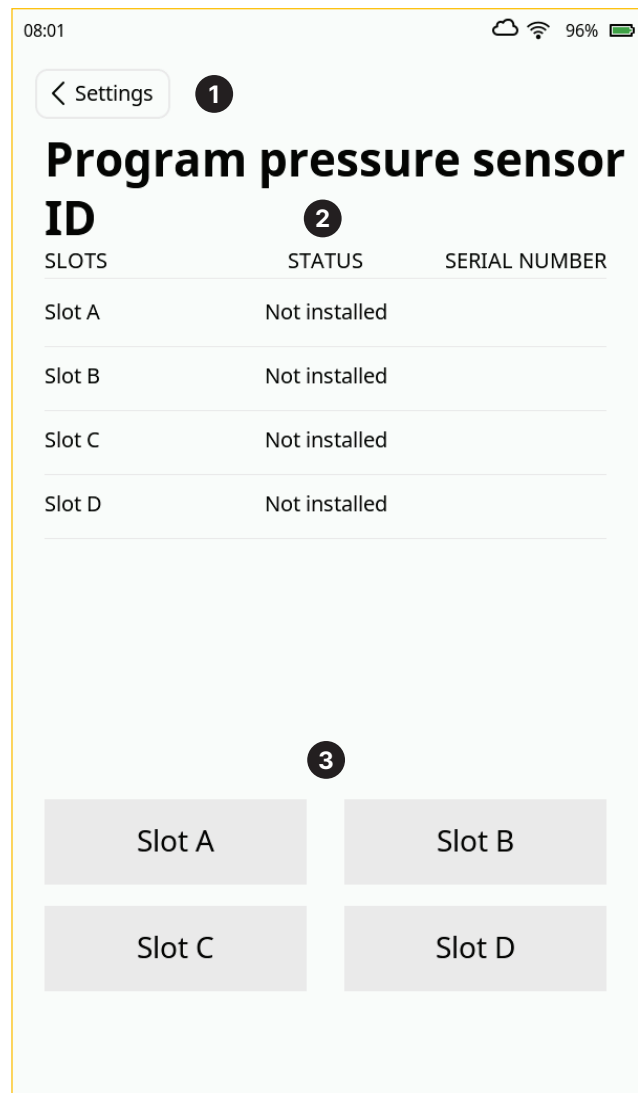 08:01 96%
Settings 1
Program pressure sensor
ID 2
SLOTS STATUS SERIAL NUMBER
Slot A Not installed
Slot B Not installed
Slot C Not installed
Slot D Not installed
3
Slot A Slot B
Slot C Slot D